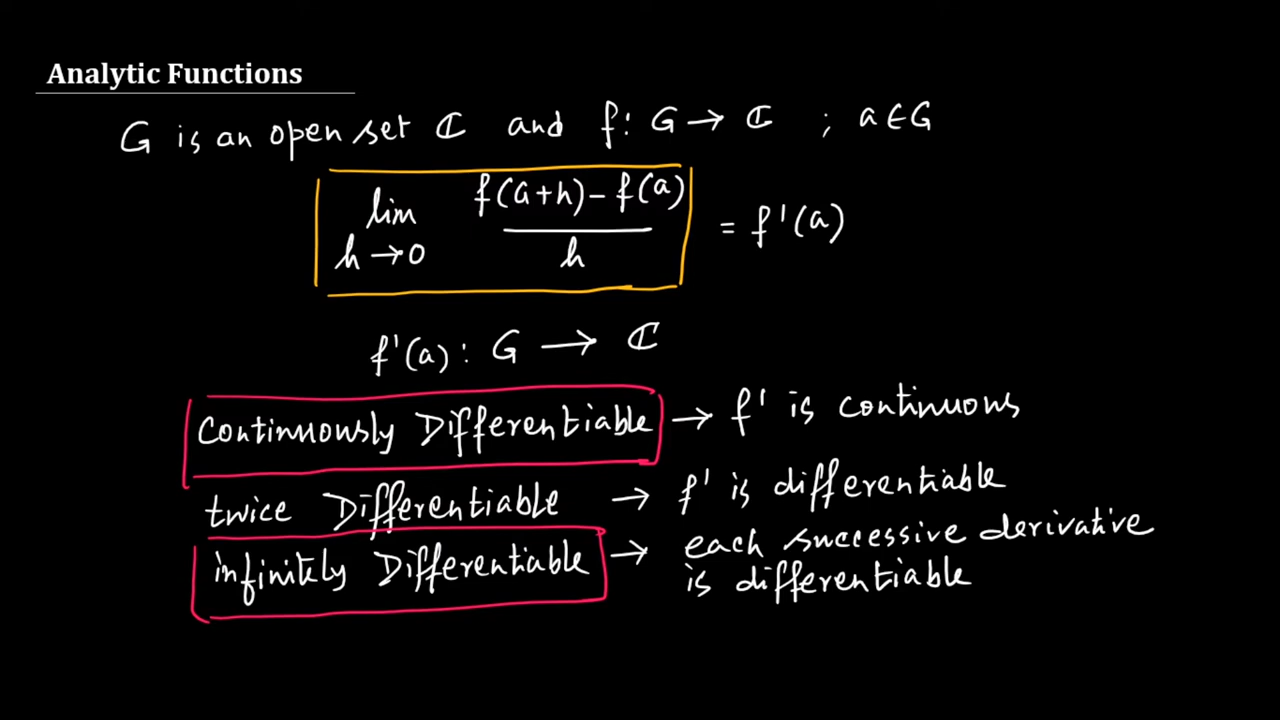 Analytic Functions
G is an open set ℂ and f: G → ℂ ; a ∈ G
lim h→0 f(a+h) − f(a) / h = f'(a)
f'(a) : G → ℂ
Continuously Differentiable → f' is continuous
twice Differentiable → f' is differentiable
infinitely Differentiable → each successive derivative
is differentiable